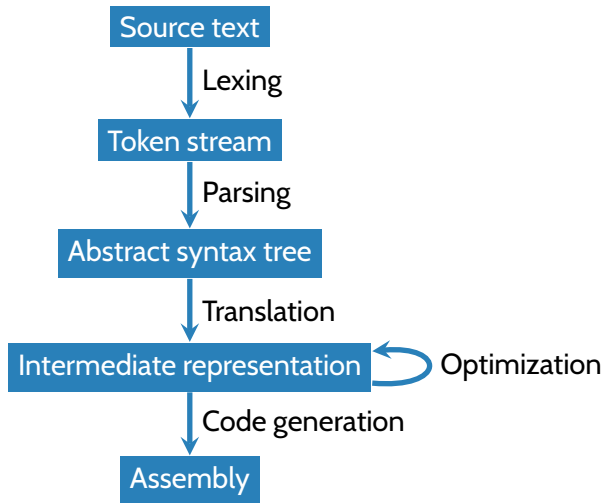 Source text
Lexing
Token stream
Parsing
Abstract syntax tree
Translation
Intermediate representation
Optimization
Code generation
Assembly